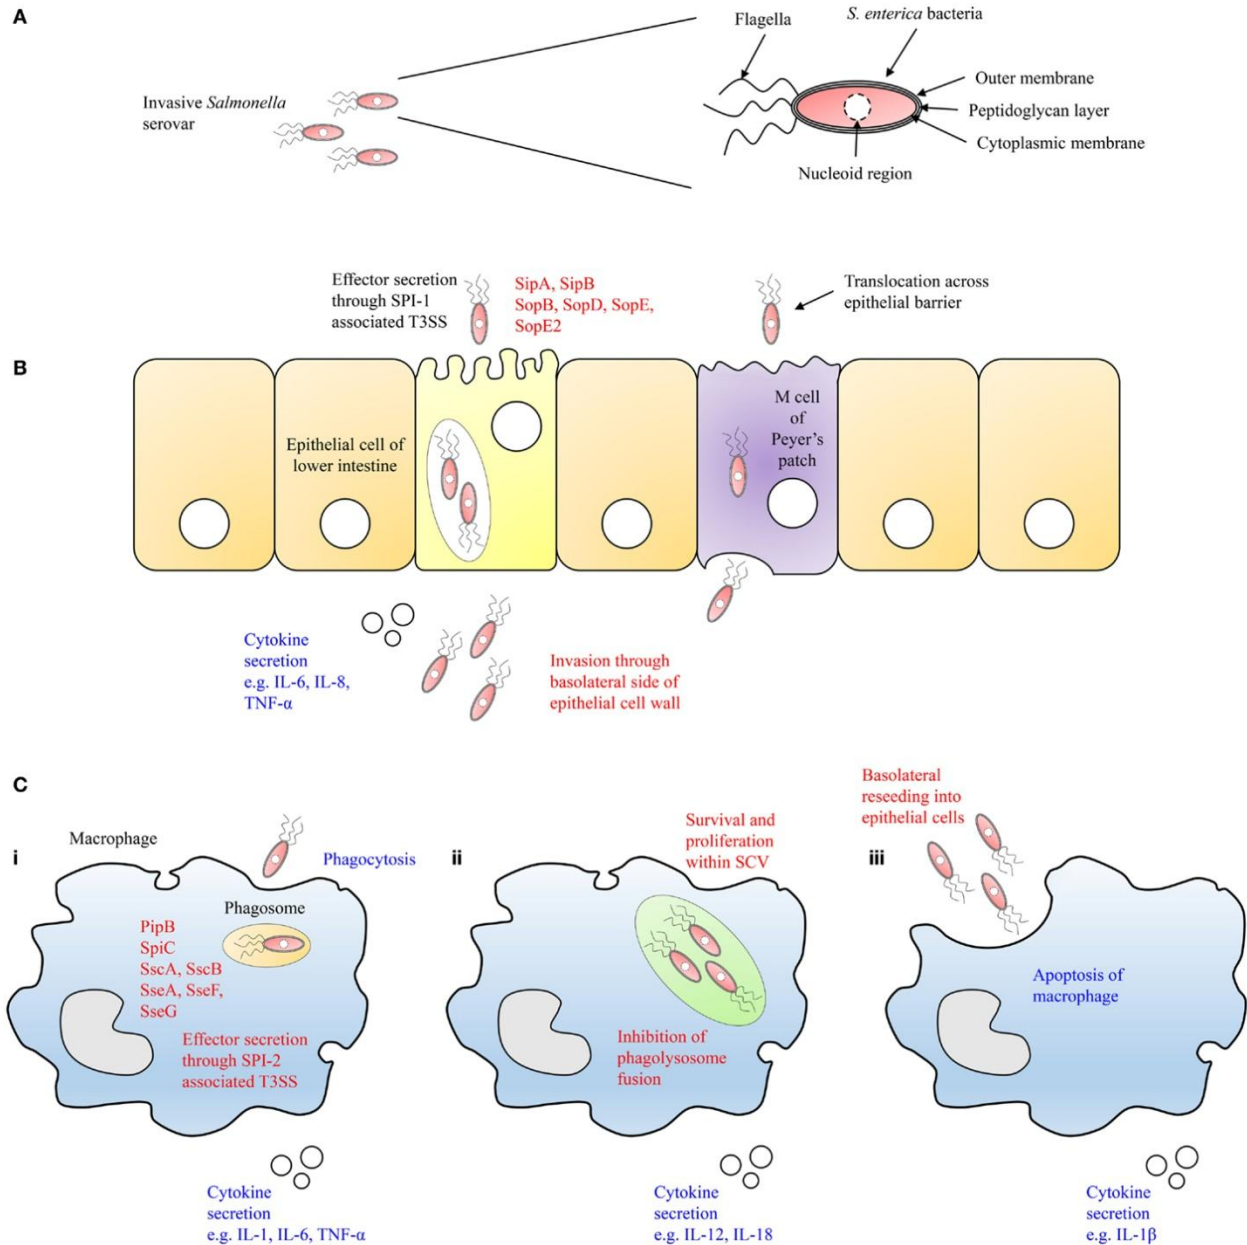 A
Flagella
S. enterica bacteria
Invasive Salmonella
serovar
Outer membrane
Peptidoglycan layer
Cytoplasmic membrane
Nucleoid region
Effector secretion
through SPI-1
associated T3SS
SipA, SipB
SopB, SopD, SopE,
SopE2
Translocation across
epithelial barrier
B
Epithelial cell of
lower intestine
M cell
of
Peyer's
patch
Cytokine
secretion
e.g. IL-6, IL-8,
TNF-α
Invasion through
basolateral side of
epithelial cell wall
C
i
Macrophage
Phagocytosis
Phagosome
PipB
SpiC
SscA, SscB
SseA, SseF,
SseG
Effector secretion
through SPI-2
associated T3SS
Cytokine
secretion
e.g. IL-1, IL-6, TNF-α
ii
Survival and
proliferation
within SCV
Inhibition of
phagolysosome
fusion
Cytokine
secretion
e.g. IL-12, IL-18
iii
Basolateral
reseeding into
epithelial cells
Apoptosis of
macrophage
Cytokine
secretion
e.g. IL-1β